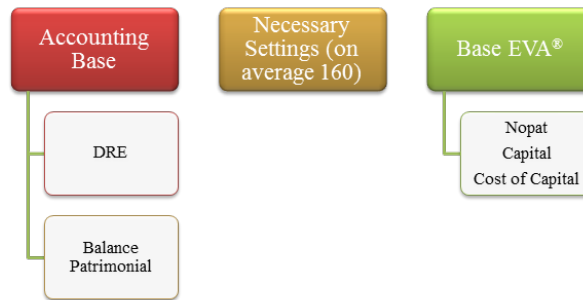 Accounting
Base
DRE
Balance
Patrimonial
Necessary
Settings (on
average 160)
Base EVA®
Nopat
Capital
Cost of Capital